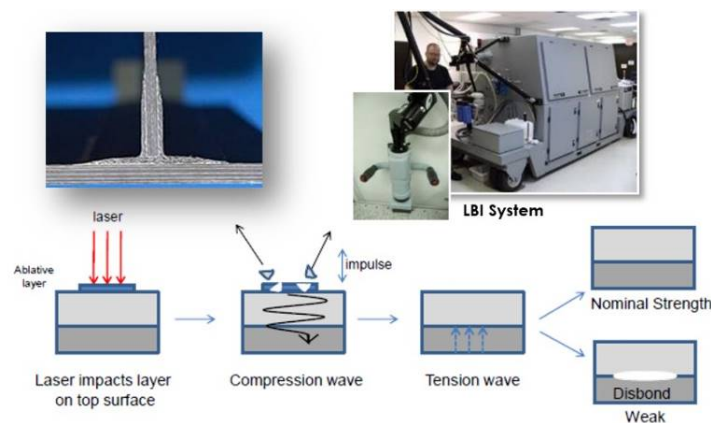 LBI System
laser
Ablative
layer
impulse
Laser impacts layer
on top surface
Compression wave
Tension wave
Nominal Strength
Disbond
Weak